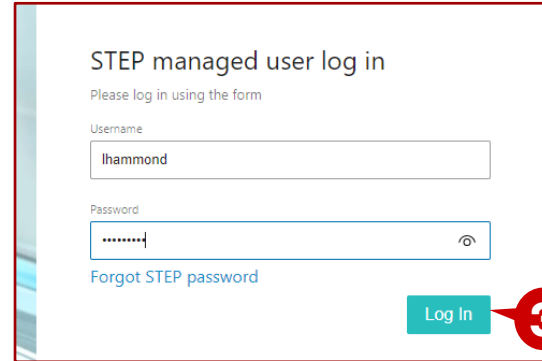 STEP managed user log in
Please log in using the form
Username
lhammond
Password
•••••••••
Forgot STEP password
Log In
3